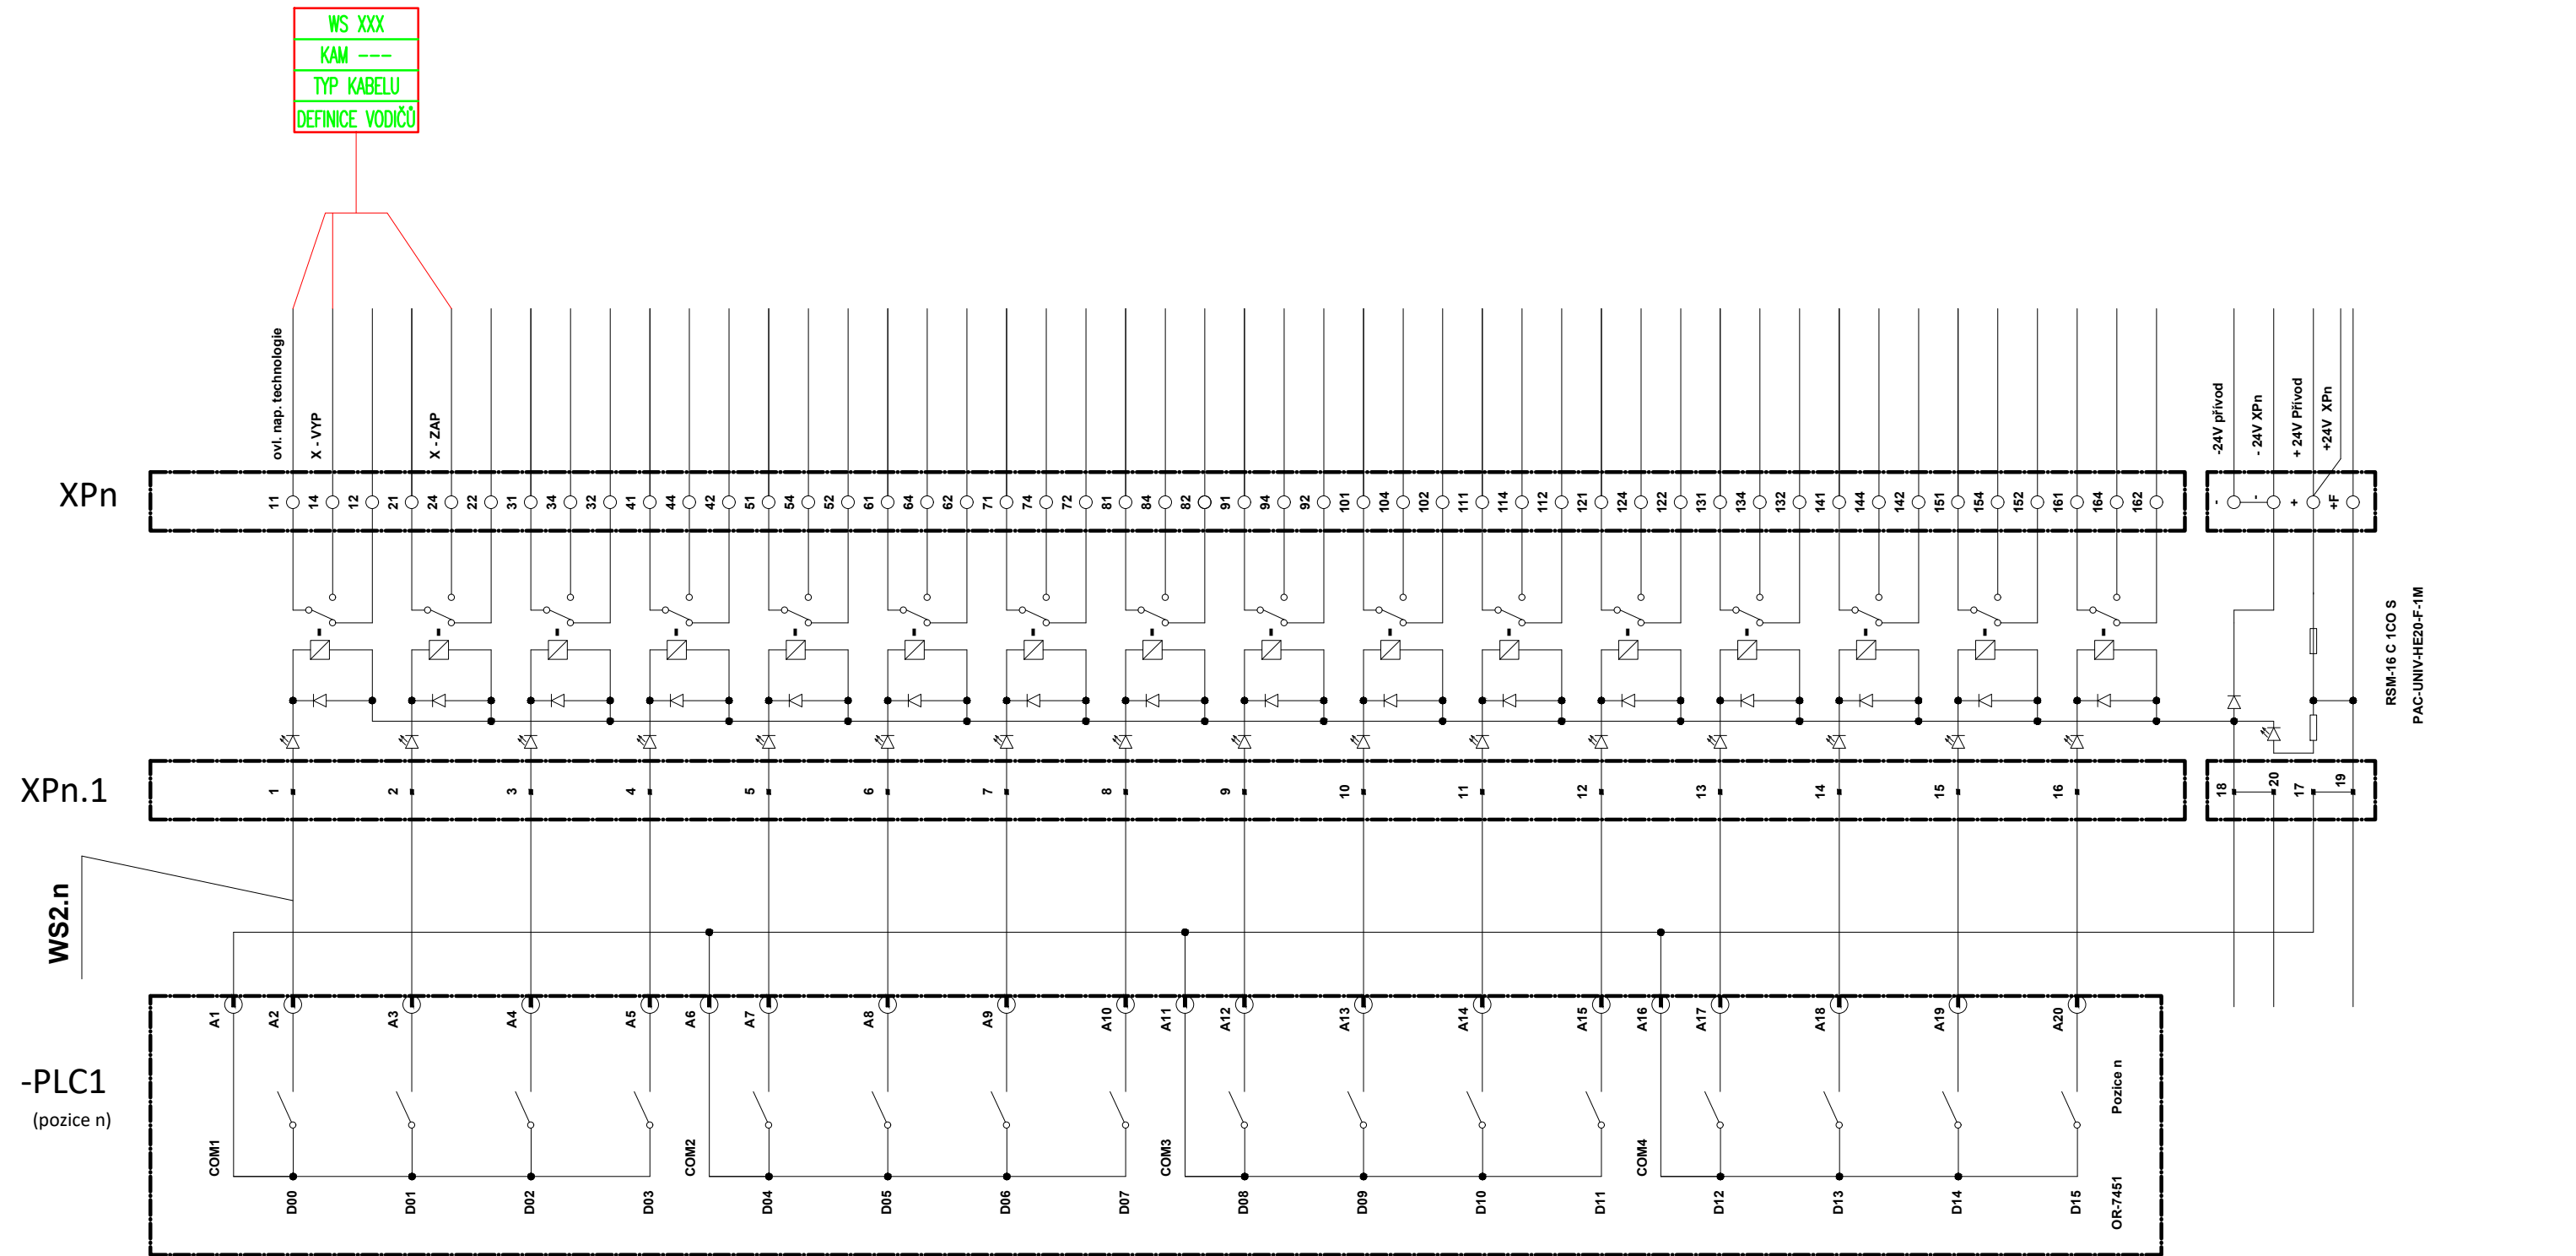 WS XXX
KAM ---
TYP KABELU
DEFINICE VODIČŮ
ovl. nap. technologie
X - VYP
X - ZAP
-24V přívod
- 24V XPn
+ 24V Přívod
+24V XPn
XPn
11 14 12 21 24 22 31 34 32 41 44 42 51 54 52 61 64 62 71 74 72 81 84 82 91 94 92 101 104 102 111 114 112 121 124 122 131 134 132 141 144 142 151 154 152 161 164 162
- - + +F
RSM-16 C 1CO S
PAC-UNIV-HE20-F-1M
XPn.1
1 2 3 4 5 6 7 8 9 10 11 12 13 14 15 16
18 20 17 19
WS2.n
A1 A2 A3 A4 A5 A6 A7 A8 A9 A10 A11 A12 A13 A14 A15 A16 A17 A18 A19 A20
-PLC1
(pozice n)
Pozice n
COM1 COM2 COM3 COM4
D00 D01 D02 D03 D04 D05 D06 D07 D08 D09 D10 D11 D12 D13 D14 D15
OR-7451